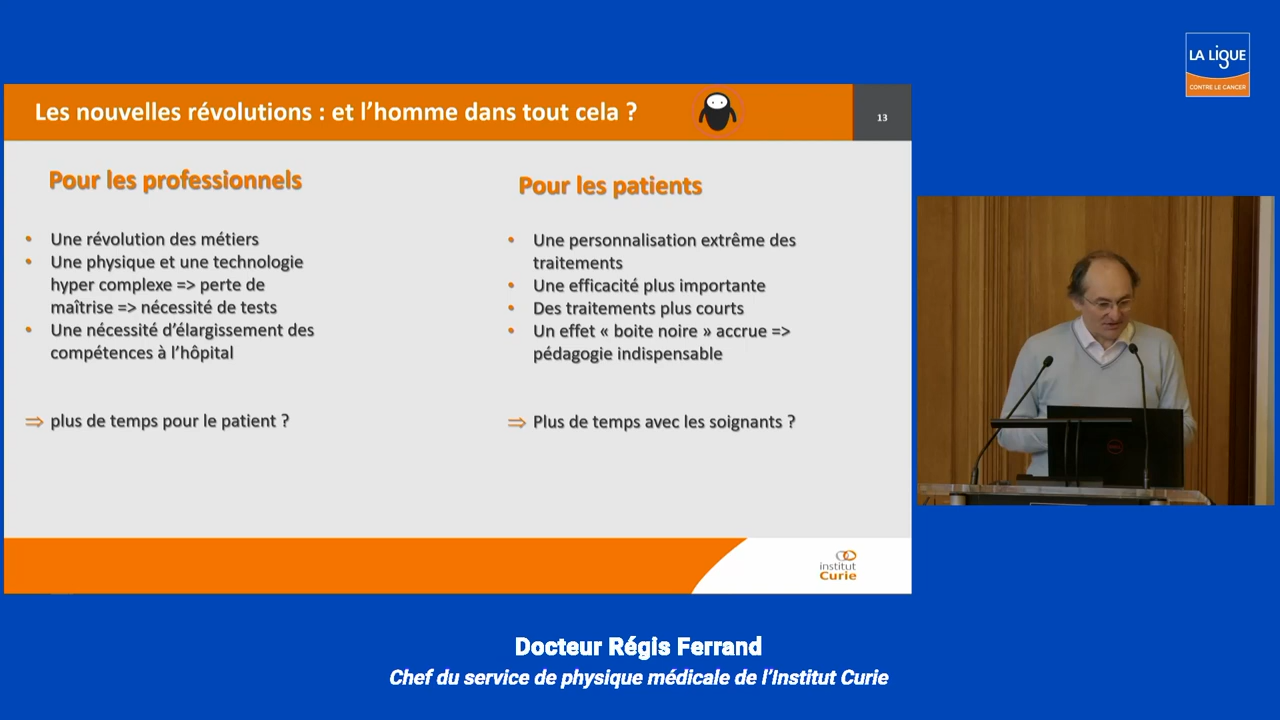 LA LIGUE
CONTRE LE CANCER
Les nouvelles révolutions : et l’homme dans tout cela ?
13
Pour les professionnels
• Une révolution des métiers
• Une physique et une technologie
hyper complexe => perte de
maîtrise => nécessité de tests
• Une nécessité d’élargissement des
compétences à l’hôpital
⇒ plus de temps pour le patient ?
Pour les patients
• Une personnalisation extrême des
traitements
• Une efficacité plus importante
• Des traitements plus courts
• Un effet « boite noire » accrue =>
pédagogie indispensable
⇒ Plus de temps avec les soignants ?
institut
Curie
Docteur Régis Ferrand
Chef du service de physique médicale de l’Institut Curie